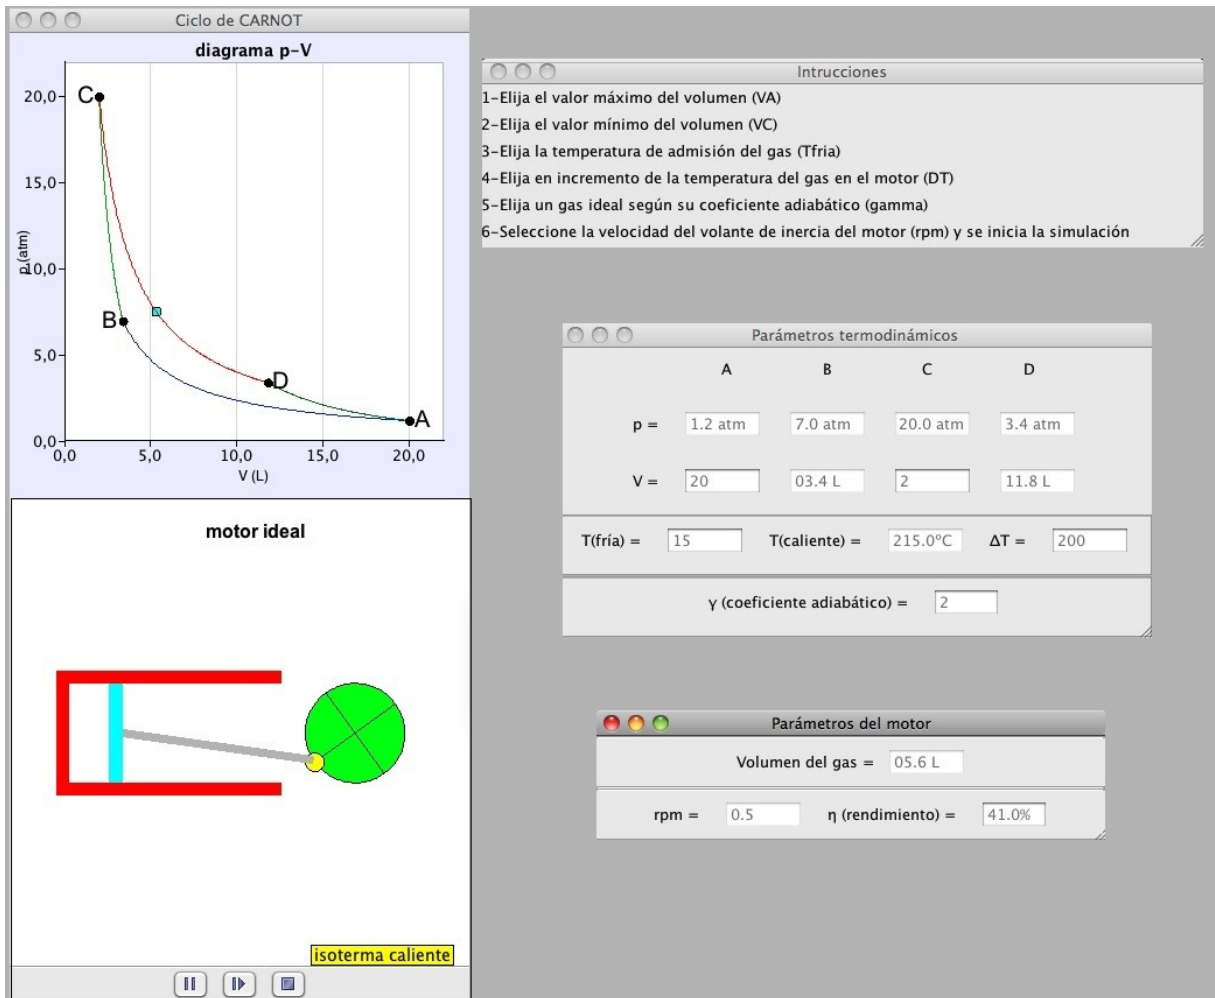 Ciclo de CARNOT
diagrama p-V
20,0
15,0
10,0
5,0
0,0
p (atm)
C
B
D
A
0,0 5,0 10,0 15,0 20,0
V (L)
motor ideal
isoterma caliente
Intrucciones
1-Elija el valor máximo del volumen (VA)
2-Elija el valor mínimo del volumen (VC)
3-Elija la temperatura de admisión del gas (Tfria)
4-Elija en incremento de la temperatura del gas en el motor (DT)
5-Elija un gas ideal según su coeficiente adiabático (gamma)
6-Seleccione la velocidad del volante de inercia del motor (rpm) y se inicia la simulación
Parámetros termodinámicos
A B C D
p = 1.2 atm 7.0 atm 20.0 atm 3.4 atm
V = 20 03.4 L 2 11.8 L
T(fría) = 15 T(caliente) = 215.0ºC ΔT = 200
γ (coeficiente adiabático) = 2
Parámetros del motor
Volumen del gas = 05.6 L
rpm = 0.5 η (rendimiento) = 41.0%